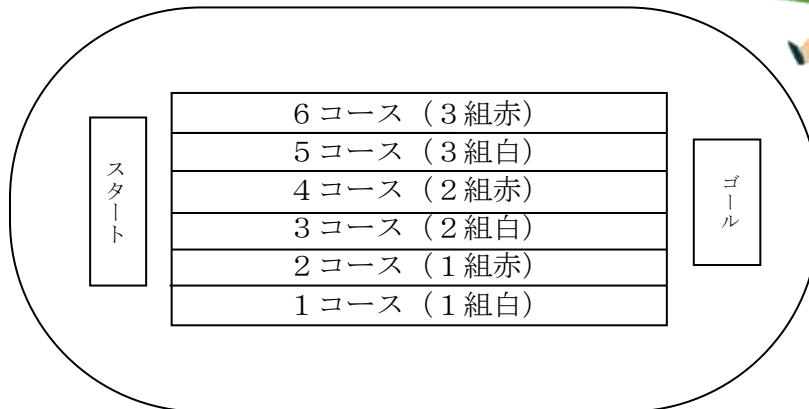 スタート
６コース（３組赤）
５コース（３組白）
４コース（２組赤）
３コース（２組白）
２コース（１組赤）
１コース（１組白）
ゴール